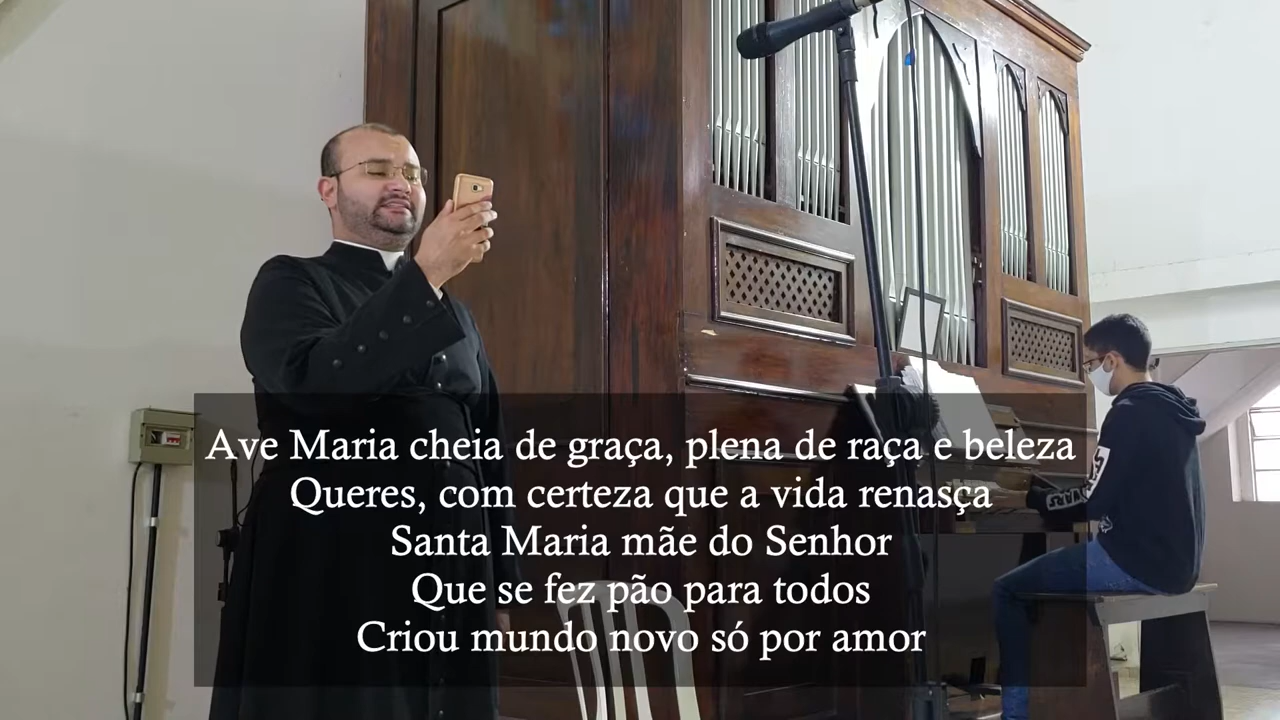 Ave Maria cheia de graça, plena de raça e beleza
Queres, com certeza que a vida renasça
Santa Maria mãe do Senhor
Que se fez pão para todos
Criou mundo novo só por amor